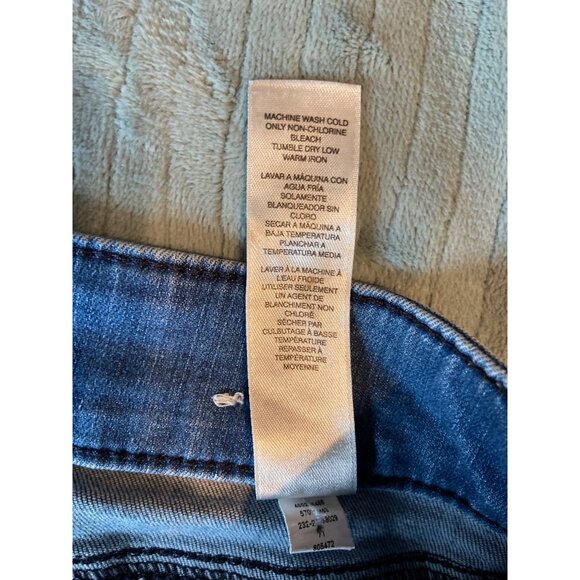 MACHINE WASH COLD
ONLY NON-CHLORINE
BLEACH
TUMBLE DRY LOW
WARM IRON
LAVAR A MÁQUINA CON
AGUA FRÍA
SOLAMENTE
BLANQUEADOR SIN
CLORO
SECAR A MÁQUINA A
BAJA TEMPERATURA
PLANCHAR A
TEMPERATURA MEDIA
LAVER À LA MACHINE À
L'EAU FROIDE
UTILISER SEULEMENT
UN AGENT DE
BLANCHIMENT NON
CHLORÉ
SÉCHER PAR
CULBUTAGE À BASSE
TEMPÉRATURE
REPASSER À
TEMPÉRATURE
MOYENNE
805472